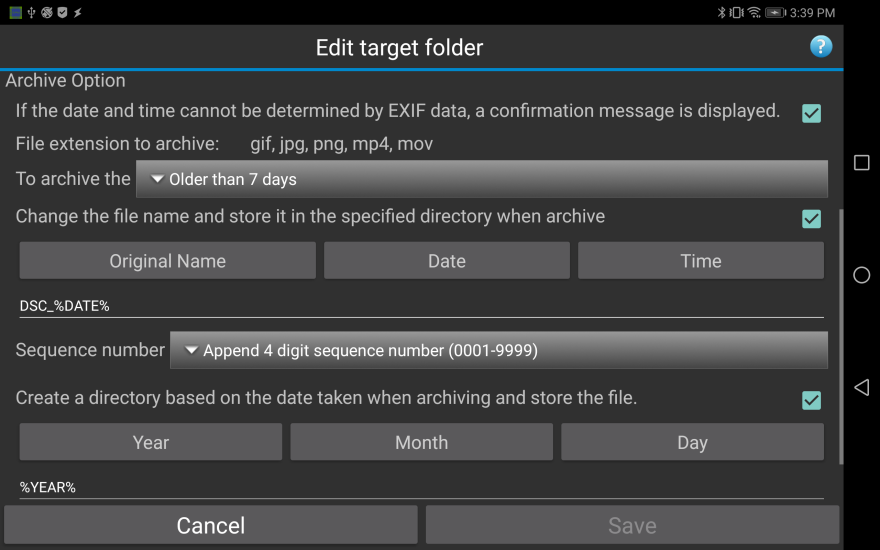 3:39 PM
Edit target folder
?
Archive Option
If the date and time cannot be determined by EXIF data, a confirmation message is displayed.
File extension to archive: gif, jpg, png, mp4, mov
To archive the Older than 7 days
Change the file name and store it in the specified directory when archive
Original Name Date Time
DSC_%DATE%
Sequence number Append 4 digit sequence number (0001-9999)
Create a directory based on the date taken when archiving and store the file.
Year Month Day
%YEAR%
Cancel Save